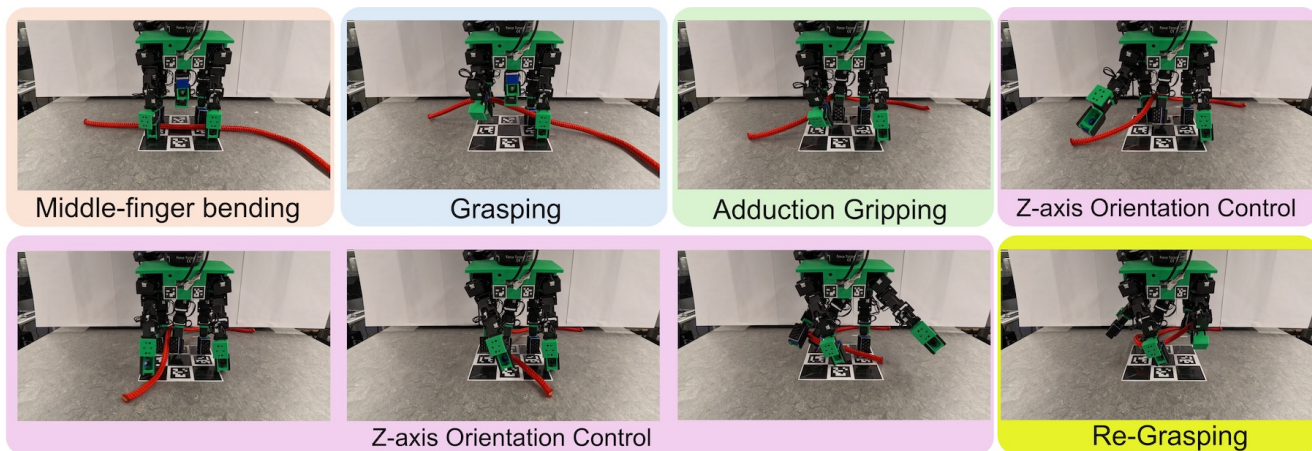 Middle-finger bending
Grasping
Adduction Gripping
Z-axis Orientation Control
Z-axis Orientation Control
Re-Grasping